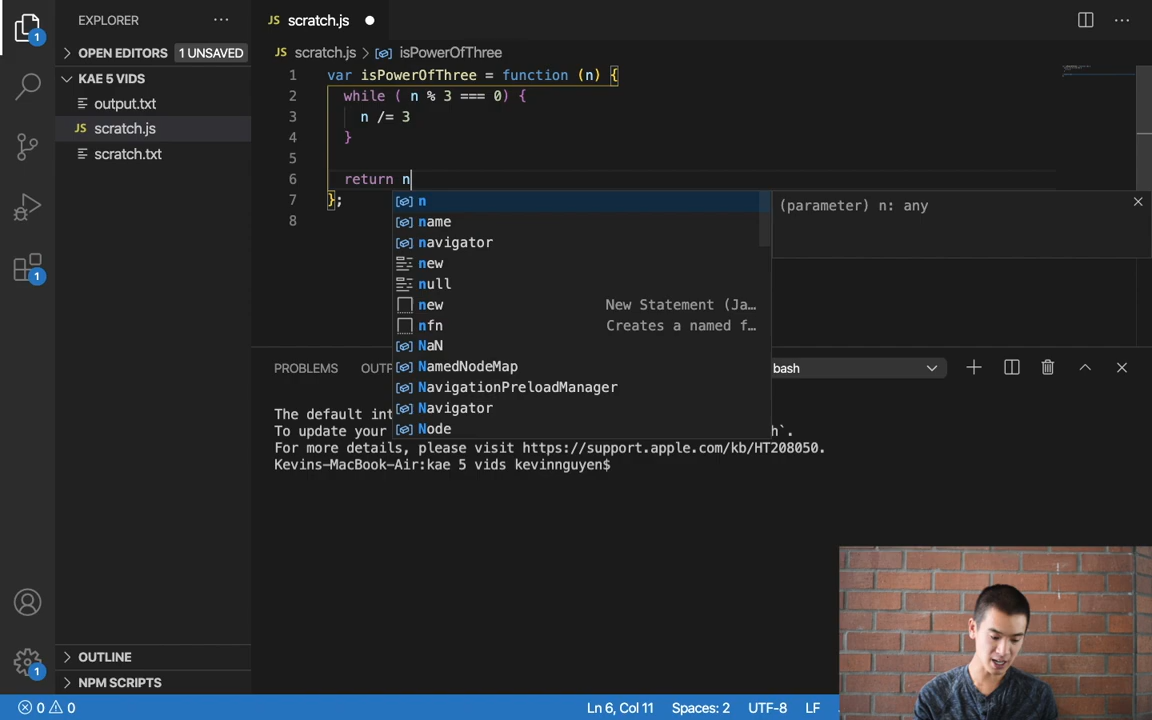 EXPLORER
JS scratch.js
OPEN EDITORS 1 UNSAVED
JS scratch.js > isPowerOfThree
KAE 5 VIDS
output.txt
JS scratch.js
scratch.txt
1 var isPowerOfThree = function (n) {
2 while ( n % 3 === 0) {
3 n /= 3
4 }
5
6 return n
7 };
8
n
(parameter) n: any
name
navigator
new
null
new New Statement (Ja…
nfn Creates a named f…
NaN
NamedNodeMap
NavigationPreloadManager
Navigator
Node
PROBLEMS OUTP bash
The default int
To update your h`.
For more details, please visit https://support.apple.com/kb/HT208050.
Kevins-MacBook-Air:kae 5 vids kevinnguyen$
1
1
1
OUTLINE
NPM SCRIPTS
0 0 Ln 6, Col 11 Spaces: 2 UTF-8 LF